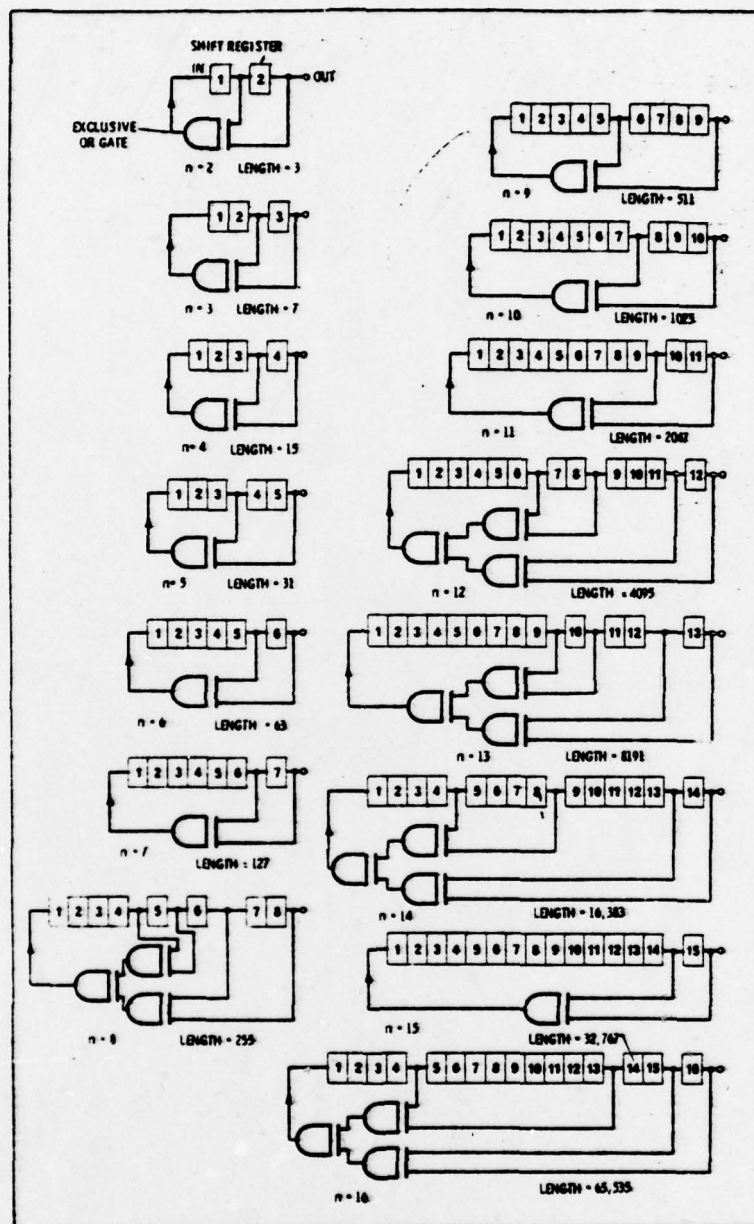 SHIFT REGISTER
IN 1 2 OUT
EXCLUSIVE
OR GATE
n = 2 LENGTH = 3
1 2 3
n = 3 LENGTH = 7
1 2 3 4
n = 4 LENGTH = 15
1 2 3 4 5
n = 5 LENGTH = 31
1 2 3 4 5 6
n = 6 LENGTH = 63
1 2 3 4 5 6 7
n = 7 LENGTH = 127
1 2 3 4 5 6 7 8
n = 8 LENGTH = 255
1 2 3 4 5 6 7 8 9
n = 9 LENGTH = 511
1 2 3 4 5 6 7 8 9 10
n = 10 LENGTH =
1 2 3 4 5 6 7 8 9 10 11
n = 11 LENGTH =
1 2 3 4 5 6 7 8 9 10 11 12
n = 12 LENGTH = 4095
1 2 3 4 5 6 7 8 9 10 11 12 13
n = 13 LENGTH = 8191
1 2 3 4 5 6 7 8 9 10 11 12 13 14
n = 14 LENGTH = 16,383
1 2 3 4 5 6 7 8 9 10 11 12 13 14 15
n = 15 LENGTH = 32,767
1 2 3 4 5 6 7 8 9 10 11 12 13 14 15 16
n = 16 LENGTH = 65,535